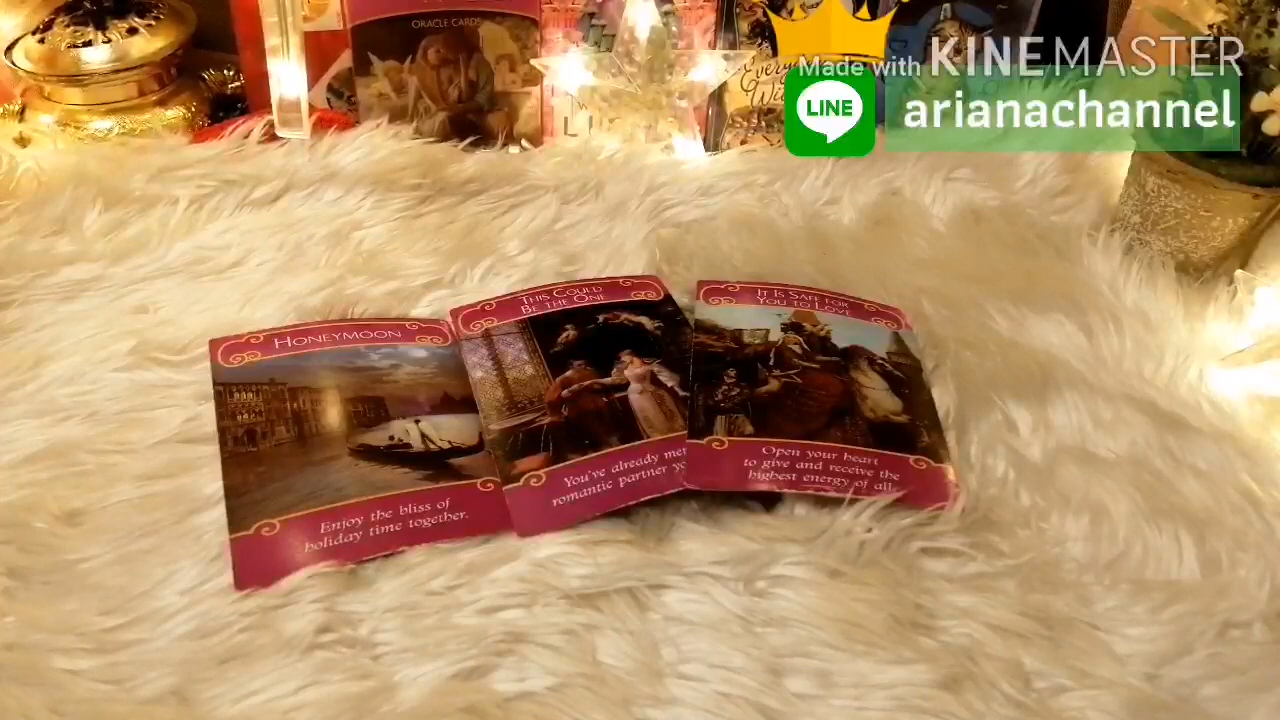 ORACLE CARDS
Made with KINEMASTER
LINE
arianachannel
HONEYMOON
Enjoy the bliss of
holiday time together.
THIS COULD
BE THE ONE
You've already met
romantic partner
IT IS SAFE FOR
YOU TO LOVE
Open your heart
to give and receive the
highest energy of all.